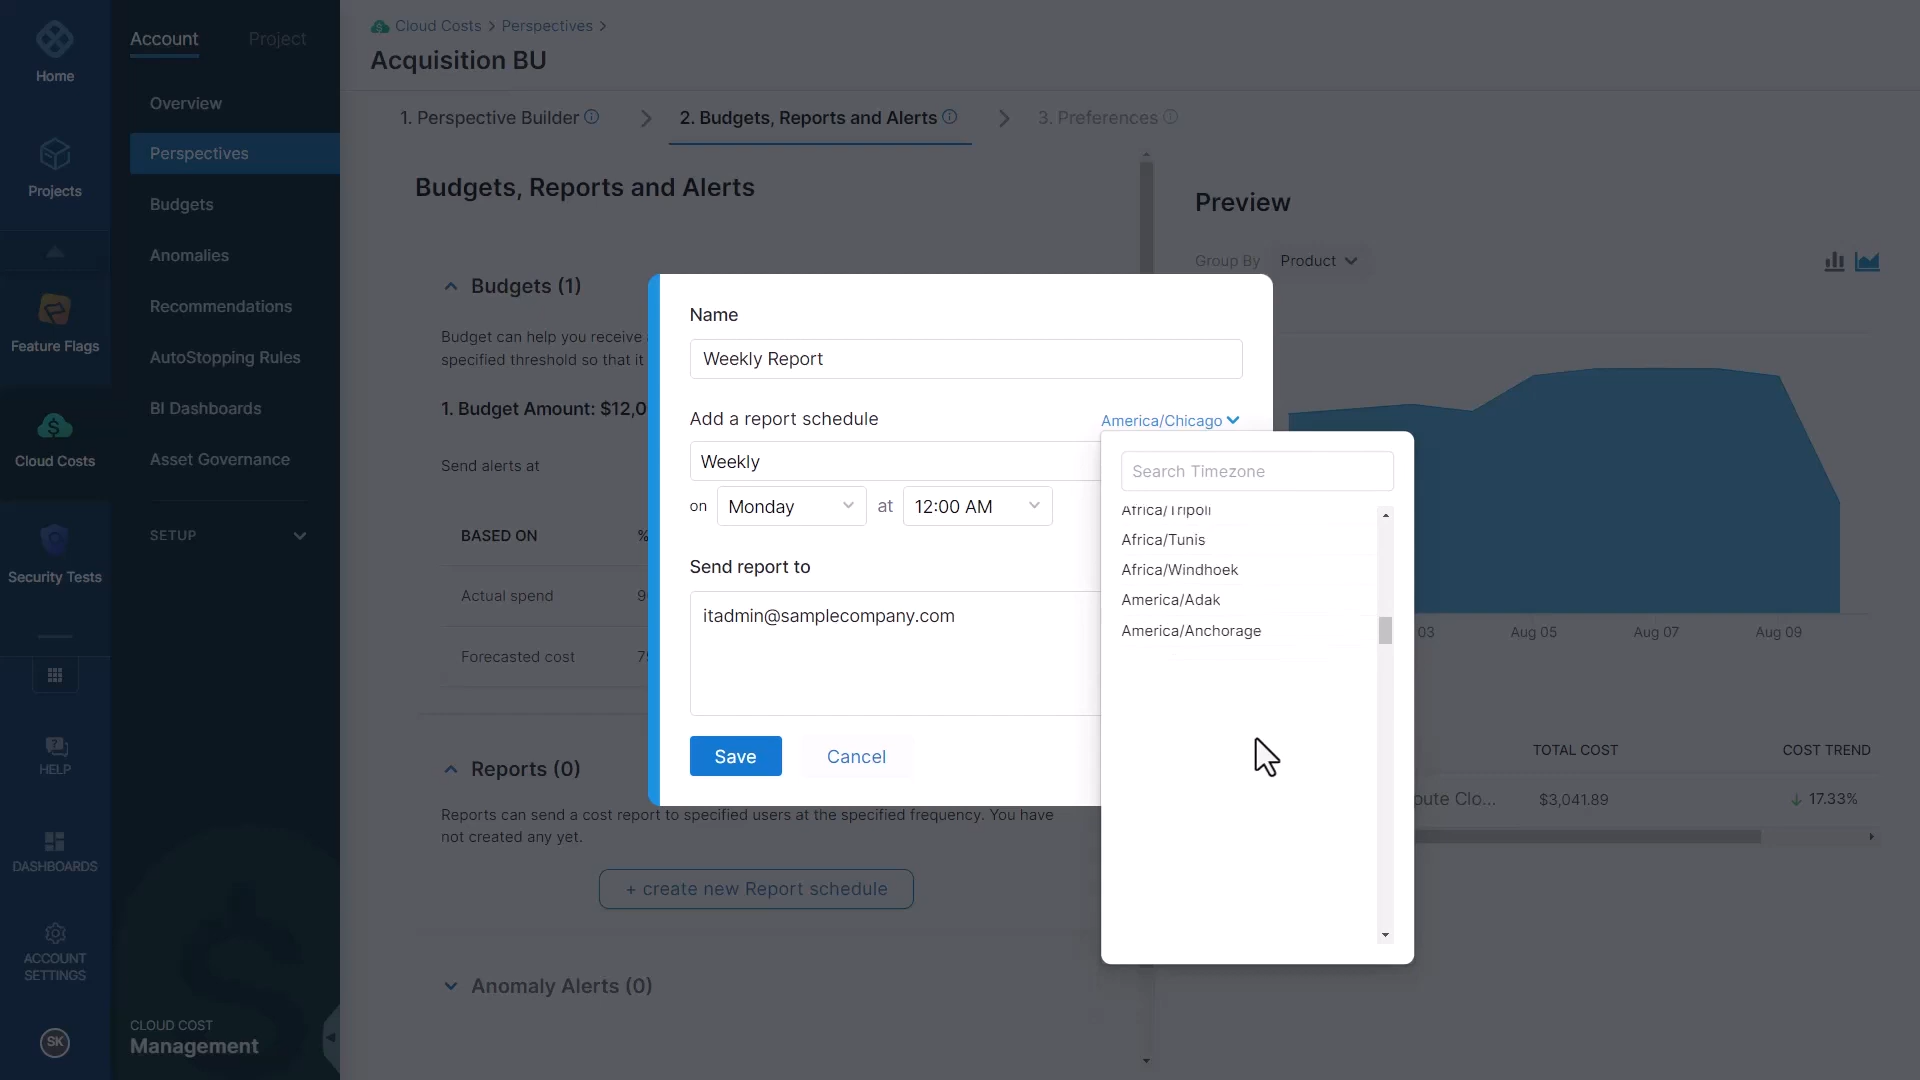 Home
Projects
Feature Flags
Cloud Costs
Security Tests
HELP
DASHBOARDS
ACCOUNT
SETTINGS
SK
Account
Project
Overview
Perspectives
Budgets
Anomalies
Recommendations
AutoStopping Rules
BI Dashboards
Asset Governance
SETUP
CLOUD COST
Management
Cloud Costs > Perspectives >
Acquisition BU
1. Perspective Builder
2. Budgets, Reports and Alerts
3. Preferences
Budgets, Reports and Alerts
Budgets (1)
Budget can help you receive
specified threshold so that it
1. Budget Amount: $12,0
Send alerts at
BASED ON
%
Actual spend
Forecasted cost
Reports (0)
Reports can send a cost report to specified users at the specified frequency. You have
not created any yet.
+ create new Report schedule
Anomaly Alerts (0)
Name
Weekly Report
Add a report schedule
America/Chicago
Weekly
on Monday at 12:00 AM
Send report to
itadmin@samplecompany.com
Save
Cancel
Search Timezone
Africa/Tripoli
Africa/Tunis
Africa/Windhoek
America/Adak
America/Anchorage
Preview
Group By Product
03
Aug 05
Aug 07
Aug 09
TOTAL COST
COST TREND
pute Clo...
$3,041.89
17.33%